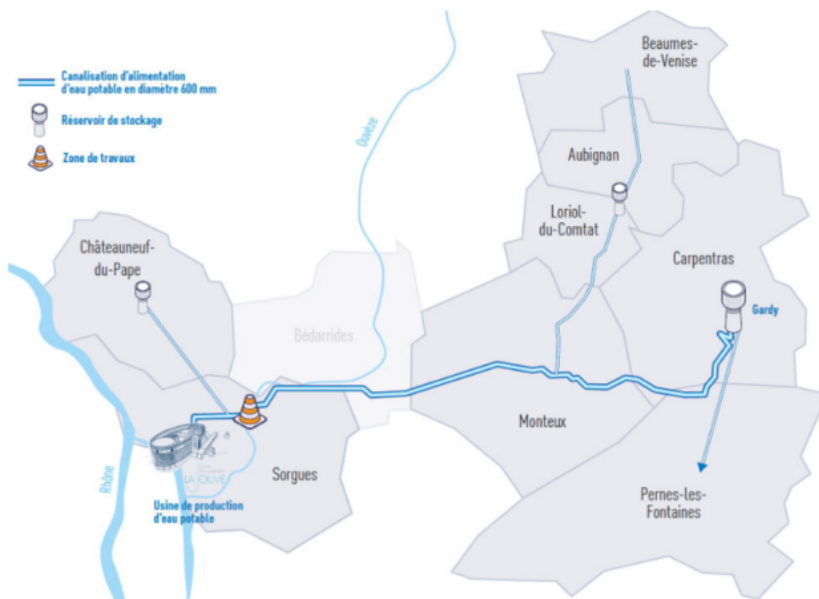 Canalisation d'alimentation
d'eau potable en diamètre 600 mm
Réservoir de stockage
Zone de travaux
Beaumes-
de-Venise
Ouvèze
Aubignan
Loriol-
du-Comtat
Châteauneuf-
du-Pape
Carpentras
Gardy
Bédarrides
Monteux
Sorgues
LA JOUVE
Rhône
Usine de production
d'eau potable
Pernes-les-
Fontaines